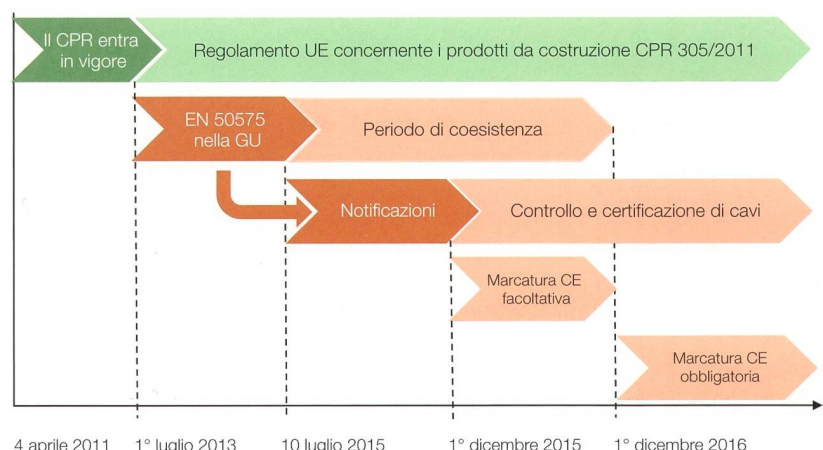 Il CPR entra
in vigore
Regolamento UE concernente i prodotti da costruzione CPR 305/2011
EN 50575
nella GU
Periodo di coesistenza
Notificazioni
Controllo e certificazione di cavi
Marcatura CE
facoltativa
Marcatura CE
obbligatoria
4 aprile 2011
1° luglio 2013
10 luglio 2015
1° dicembre 2015
1° dicembre 2016